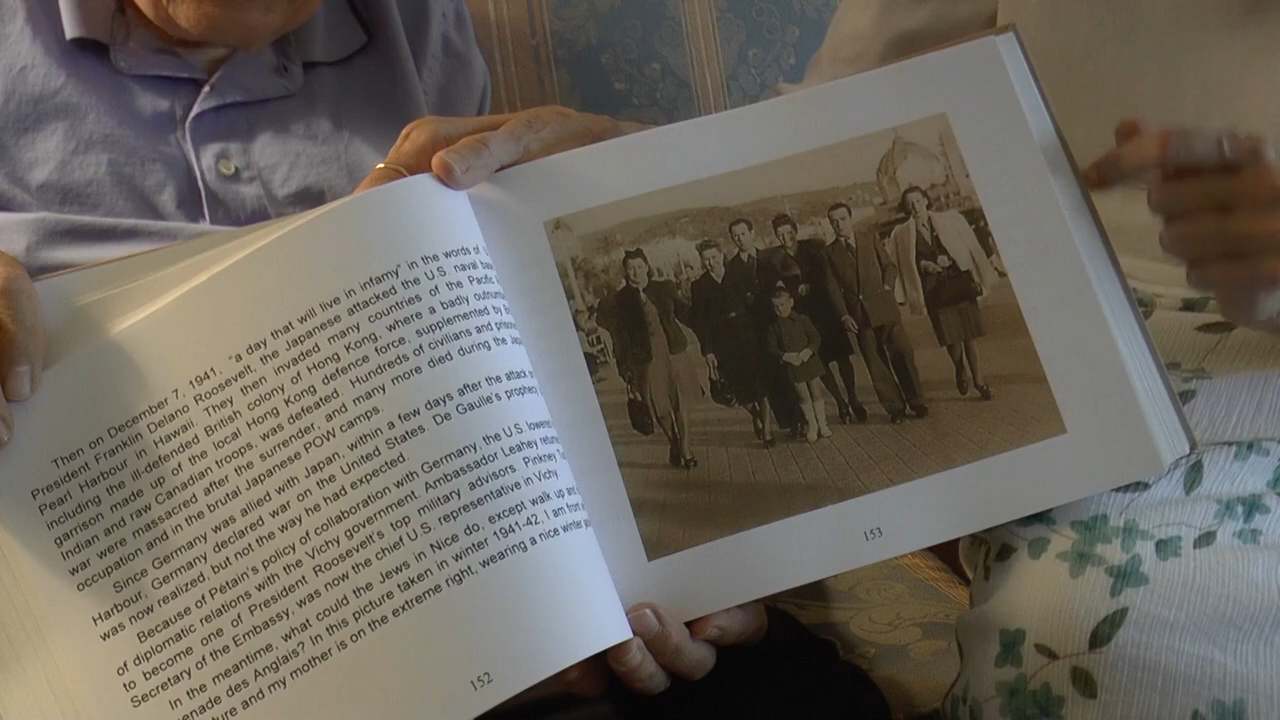 Then on December 7, 1941, "a day that will live in infamy" in the words of
President Franklin Delano Roosevelt, the Japanese attacked the U.S. naval
Pearl Harbour in Hawaii. They then invaded many countries of the Pacific
including the ill-defended British colony of Hong Kong, where a badly
garrison made up of the local Hong Kong defence force, supplemented by
Indian and raw Canadian troops, was defeated. Hundreds of civilians and
war were massacred after the surrender, and many more died during the
occupation and in the brutal Japanese POW camps.
Since Germany was allied with Japan, within a few days after the attack
Harbour, Germany declared war on the United States. De Gaulle's prophecy
was now realized, but not the way he had expected.
Because of Pétain's policy of collaboration with Germany, the U.S. lowered
of diplomatic relations with the Vichy government. Ambassador Leahey
to become one of President Roosevelt's top military advisors. Pinkney
Secretary of the Embassy, was now the chief U.S. representative in Vichy.
In the meantime, what could the Jews in Nice do, except walk up and
des Anglais? In this picture taken in winter 1941-42, I am
and my mother is on the extreme right, wearing a nice winter
152
153